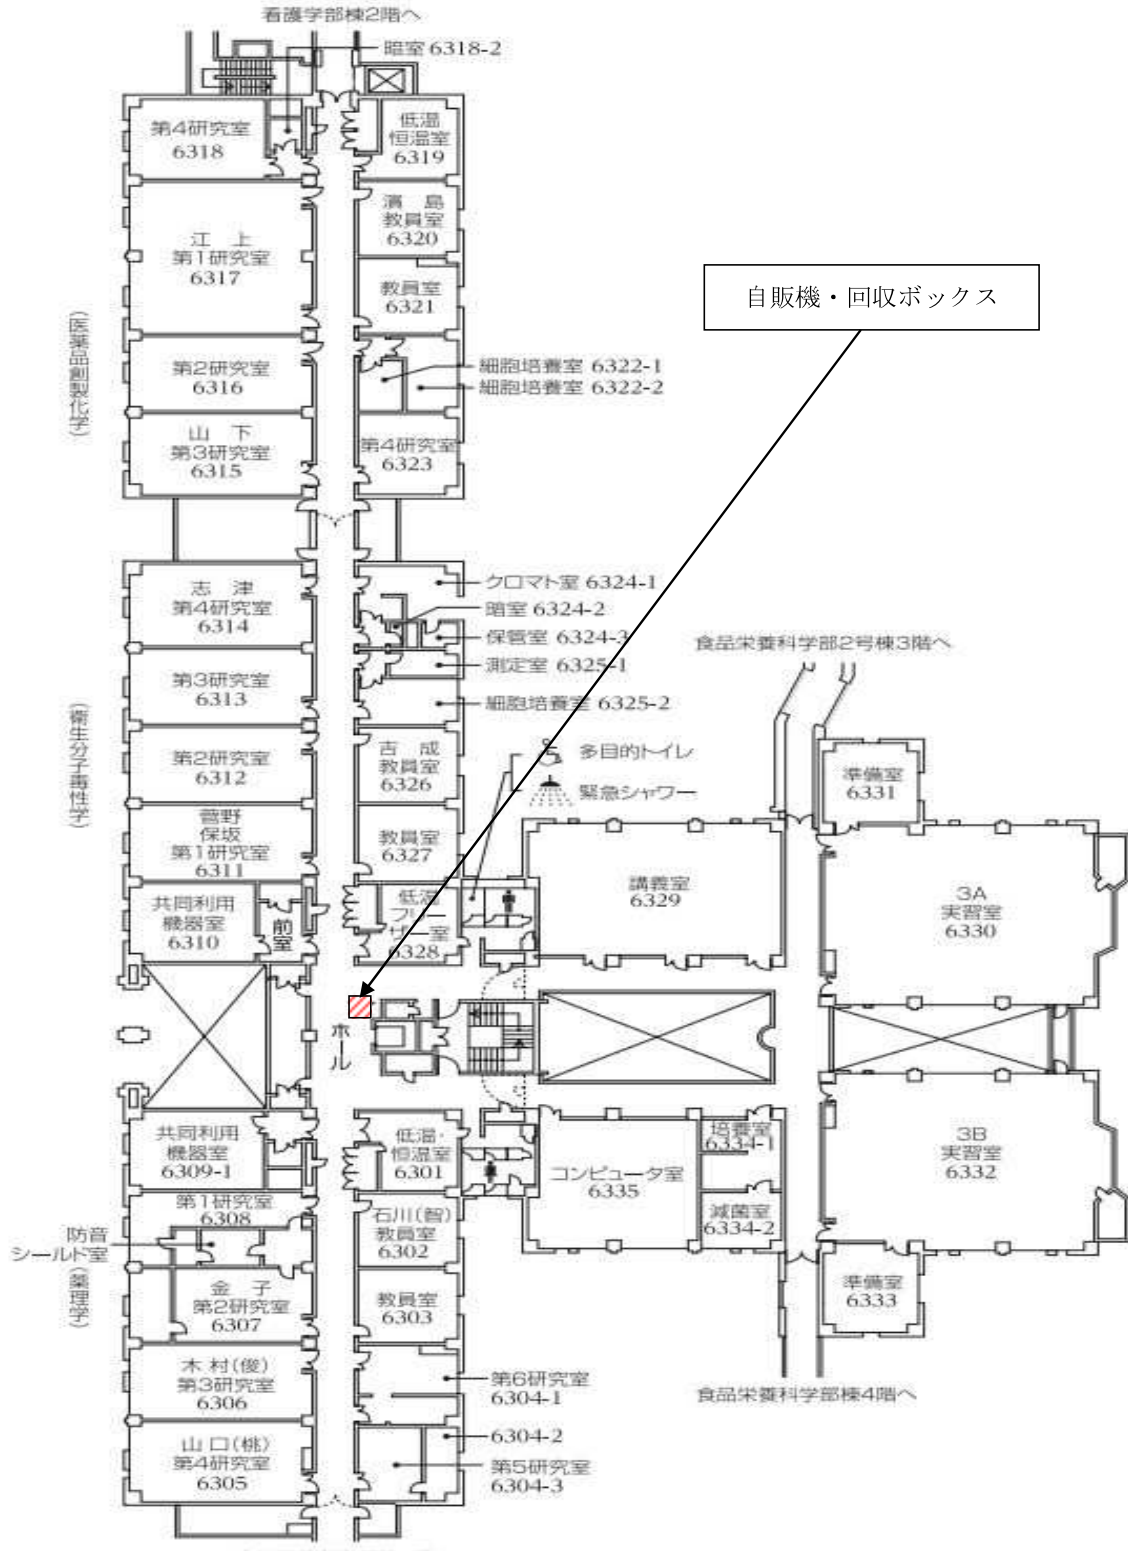 看護学部棟2階へ
暗室 6318-2
第4研究室
6318
低温
恒温室
6319
濱 島
教員室
6320
江 上
第1研究室
6317
教員室
6321
自販機・回収ボックス
(医薬品創製化学)
第2研究室
6316
細胞培養室 6322-1
細胞培養室 6322-2
山 下
第3研究室
6315
第4研究室
6323
志 津
第4研究室
6314
クロマト室 6324-1
暗室 6324-2
保管室 6324-3
測定室 6325-1
細胞培養室 6325-2
食品栄養科学部2号棟3階へ
第3研究室
6313
(衛生分子毒性学)
第2研究室
6312
吉 成
教員室
6326
多目的トイレ
緊急シャワー
準備室
6331
菅野
保坂
第1研究室
6311
教員室
6327
講義室
6329
3A
実習室
6330
共同利用
機器室
6310
前室
低温
フリー
ザー室
6328
ホール
共同利用
機器室
6309-1
低温・
恒温室
6301
コンピュータ室
6335
培養室
6334-1
滅菌室
6334-2
3B
実習室
6332
第1研究室
6308
防音
シールド室
石川(智)
教員室
6302
(薬理学)
金 子
第2研究室
6307
教員室
6303
準備室
6333
木村(俊)
第3研究室
6306
第6研究室
6304-1
食品栄養科学部棟4階へ
山口(桃)
第4研究室
6305
6304-2
第5研究室
6304-3